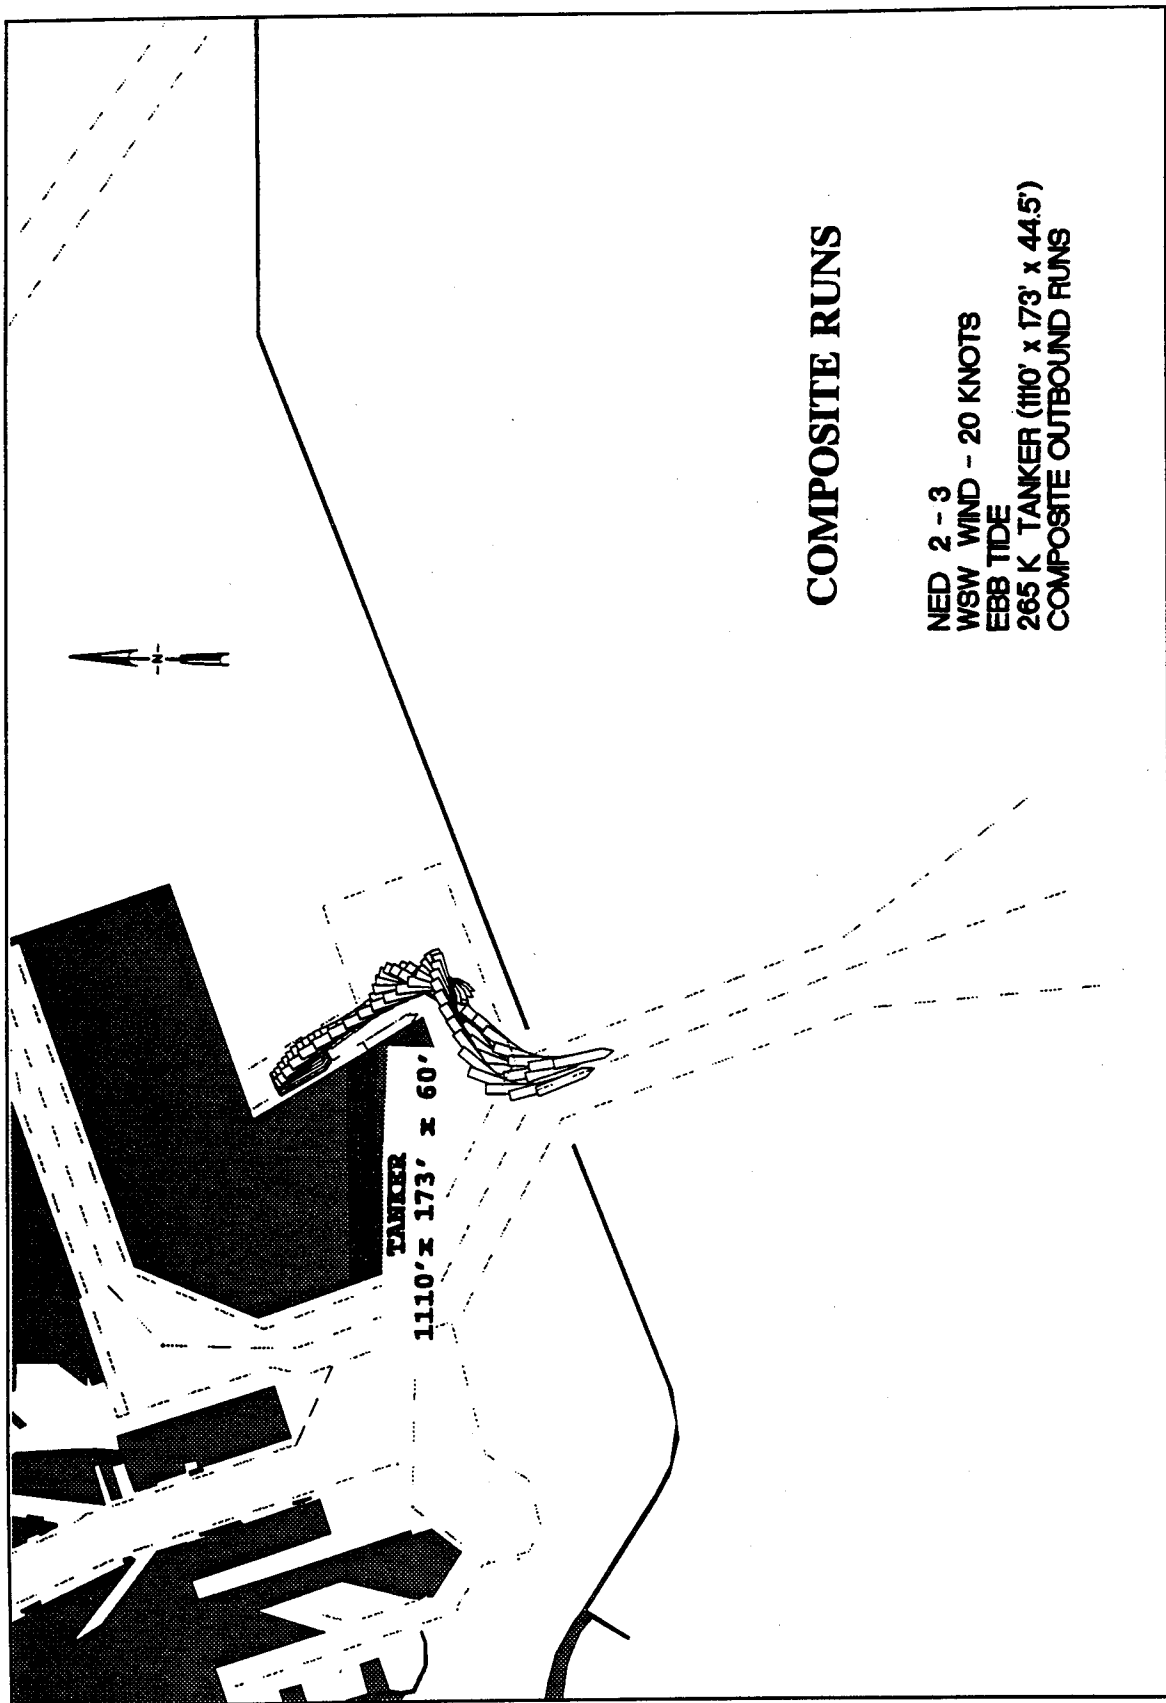 -N-
TANKER
1110' x 173' x 60'
COMPOSITE RUNS
NED 2 - 3
WSW WIND - 20 KNOTS
EBB TIDE
265 K TANKER (1110' x 173' x 44.5')
COMPOSITE OUTBOUND RUNS